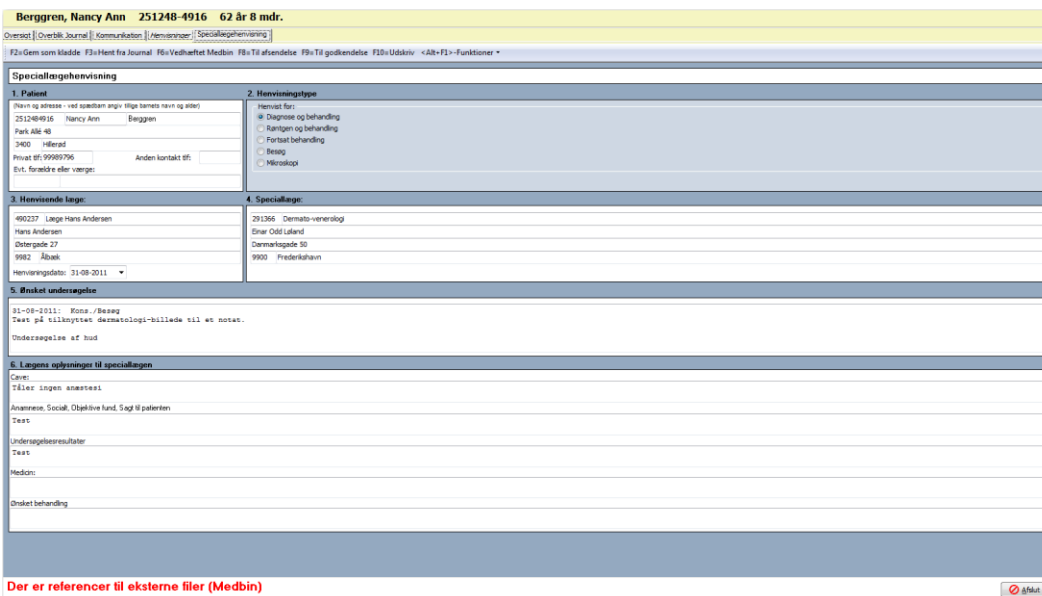 Berggren, Nancy Ann 251248-4916 62 år 8 mdr.
Oversigt Overblik Journal Kommunikation Henvisninger Speciallægehenvisning
F2=Gem som kladde F3=Hent fra Journal F6=Vedhæftet Medbin F8=Til afsendelse F9=Til godkendelse F10=Udskriv <Alt+F1>-Funktioner
Speciallægehenvisning
1. Patient
(Navn og adresse - ved spædbarn angiv tillige barnets navn og alder)
2512484916 Nancy Ann Berggren
Park Allé 48
3400 Hillerød
Privat tlf: 99989796 Anden kontakt tlf:
Evt. forældre eller værge:
2. Henvisningstype
Henvist for:
Diagnose og behandling
Røntgen og behandling
Fortsat behandling
Besøg
Mikroskopi
3. Henvisende læge:
490237 Læge Hans Andersen
Hans Andersen
Østergade 27
9982 Ålbæk
Henvisningsdato: 31-08-2011
4. Speciallæge:
291366 Dermato-venerologi
Einar Odd Løland
Danmarksgade 50
9900 Frederikshavn
5. Ønsket undersøgelse
31-08-2011: Kons./Besøg
Test på tilknyttet dermatologi-billede til et notat.
Undersøgelse af hud
6. Lægens oplysninger til speciallægen
Cave:
Tåler ingen anæstesi
Anamnese, Socialt, Objektive fund, Sagt til patienten
Test
Undersøgelsesresultater
Test
Medicin:
Ønsket behandling
Der er referencer til eksterne filer (Medbin)
Afslut